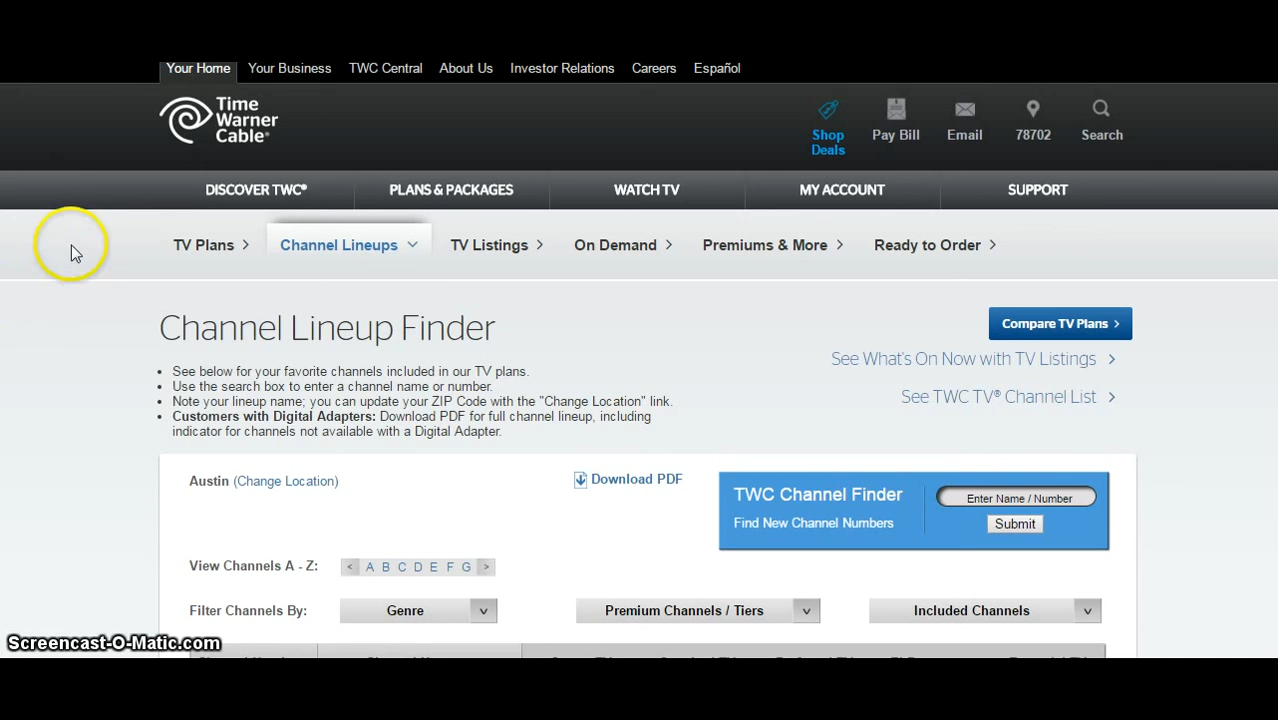 Your Home Your Business TWC Central About Us Investor Relations Careers Español
Time
Warner
Cable®
Shop
Deals
Pay Bill
Email
78702
Search
DISCOVER TWC® PLANS & PACKAGES WATCH TV MY ACCOUNT SUPPORT
TV Plans Channel Lineups TV Listings On Demand Premiums & More Ready to Order
Channel Lineup Finder
Compare TV Plans
See What's On Now with TV Listings
See TWC TV® Channel List
See below for your favorite channels included in our TV plans.
Use the search box to enter a channel name or number.
Note your lineup name; you can update your ZIP Code with the "Change Location" link.
Customers with Digital Adapters: Download PDF for full channel lineup, including
indicator for channels not available with a Digital Adapter.
Austin (Change Location)
Download PDF
TWC Channel Finder
Find New Channel Numbers
Enter Name / Number
Submit
View Channels A - Z: < A B C D E F G >
Filter Channels By: Genre Premium Channels / Tiers Included Channels
Screencast-O-Matic.com